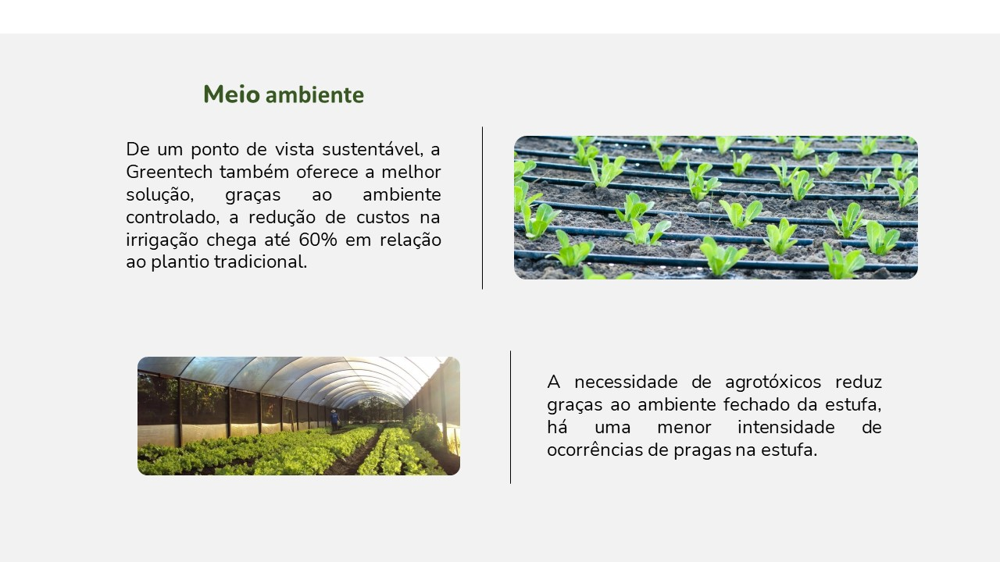 Meio ambiente
De um ponto de vista sustentável, a
Greentech também oferece a melhor
solução, graças ao ambiente
controlado, a redução de custos na
irrigação chega até 60% em relação
ao plantio tradicional.
A necessidade de agrotóxicos reduz
graças ao ambiente fechado da estufa,
há uma menor intensidade de
ocorrências de pragas na estufa.